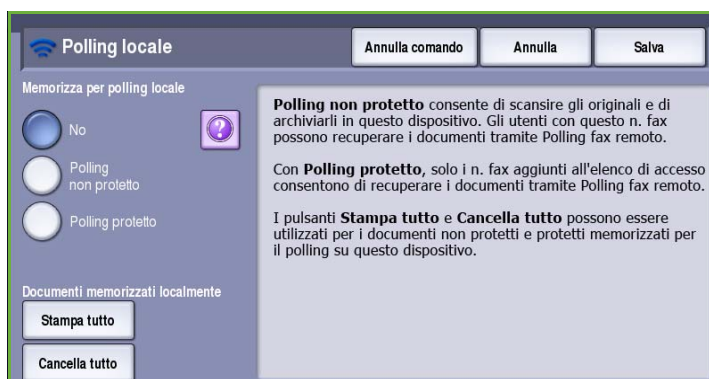 Polling locale
Annulla comando
Annulla
Salva
Memorizza per polling locale
No
?
Polling
non protetto
Polling protetto
Documenti memorizzati localmente
Stampa tutto
Cancella tutto
Polling non protetto consente di scansire gli originali e di
archiviarli in questo dispositivo. Gli utenti con questo n. fax
possono recuperare i documenti tramite Polling fax remoto.
Con Polling protetto, solo i n. fax aggiunti all'elenco di accesso
consentono di recuperare i documenti tramite Polling fax remoto.
I pulsanti Stampa tutto e Cancella tutto possono essere
utilizzati per i documenti non protetti e protetti memorizzati per
il polling su questo dispositivo.